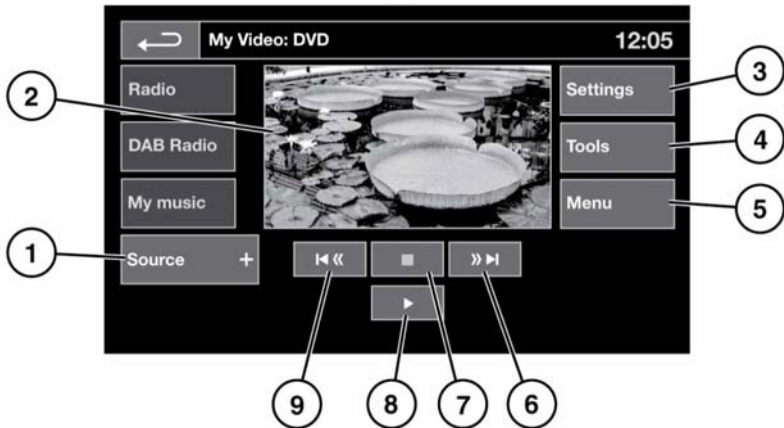 My Video: DVD 12:05
Radio
DAB Radio
My music
Source +
Settings
Tools
Menu
1
2
3
4
5
6
7
8
9